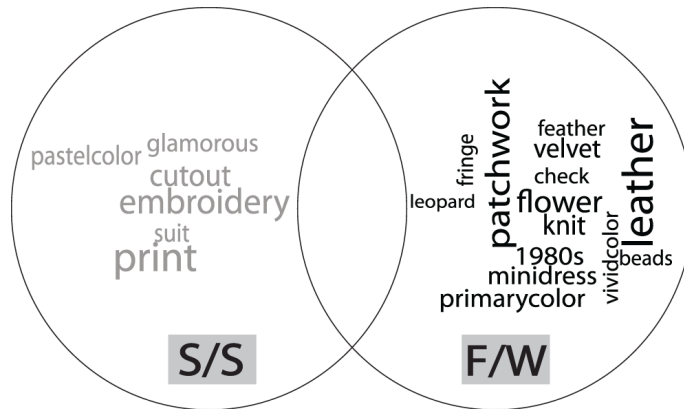 pastelcolor
glamorous
cutout
embroidery
suit
print
S/S
patchwork
fringe
leopard
feather
velvet
check
flower
knit
leather
vividcolor
beads
1980s
minidress
primarycolor
F/W